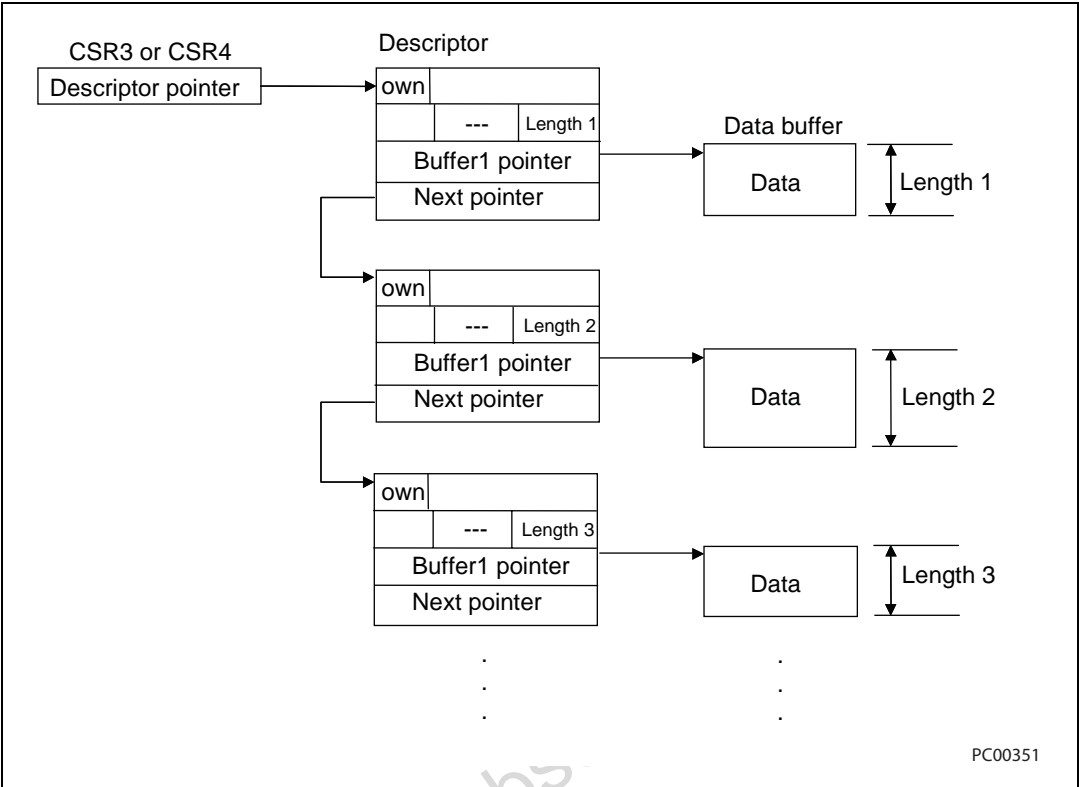 CSR3 or CSR4
Descriptor pointer
Descriptor
own
--- Length 1
Buffer1 pointer
Next pointer
Data buffer
Data
Length 1
own
--- Length 2
Buffer1 pointer
Next pointer
Data
Length 2
own
--- Length 3
Buffer1 pointer
Next pointer
Data
Length 3
. .
. .
. .
PC00351